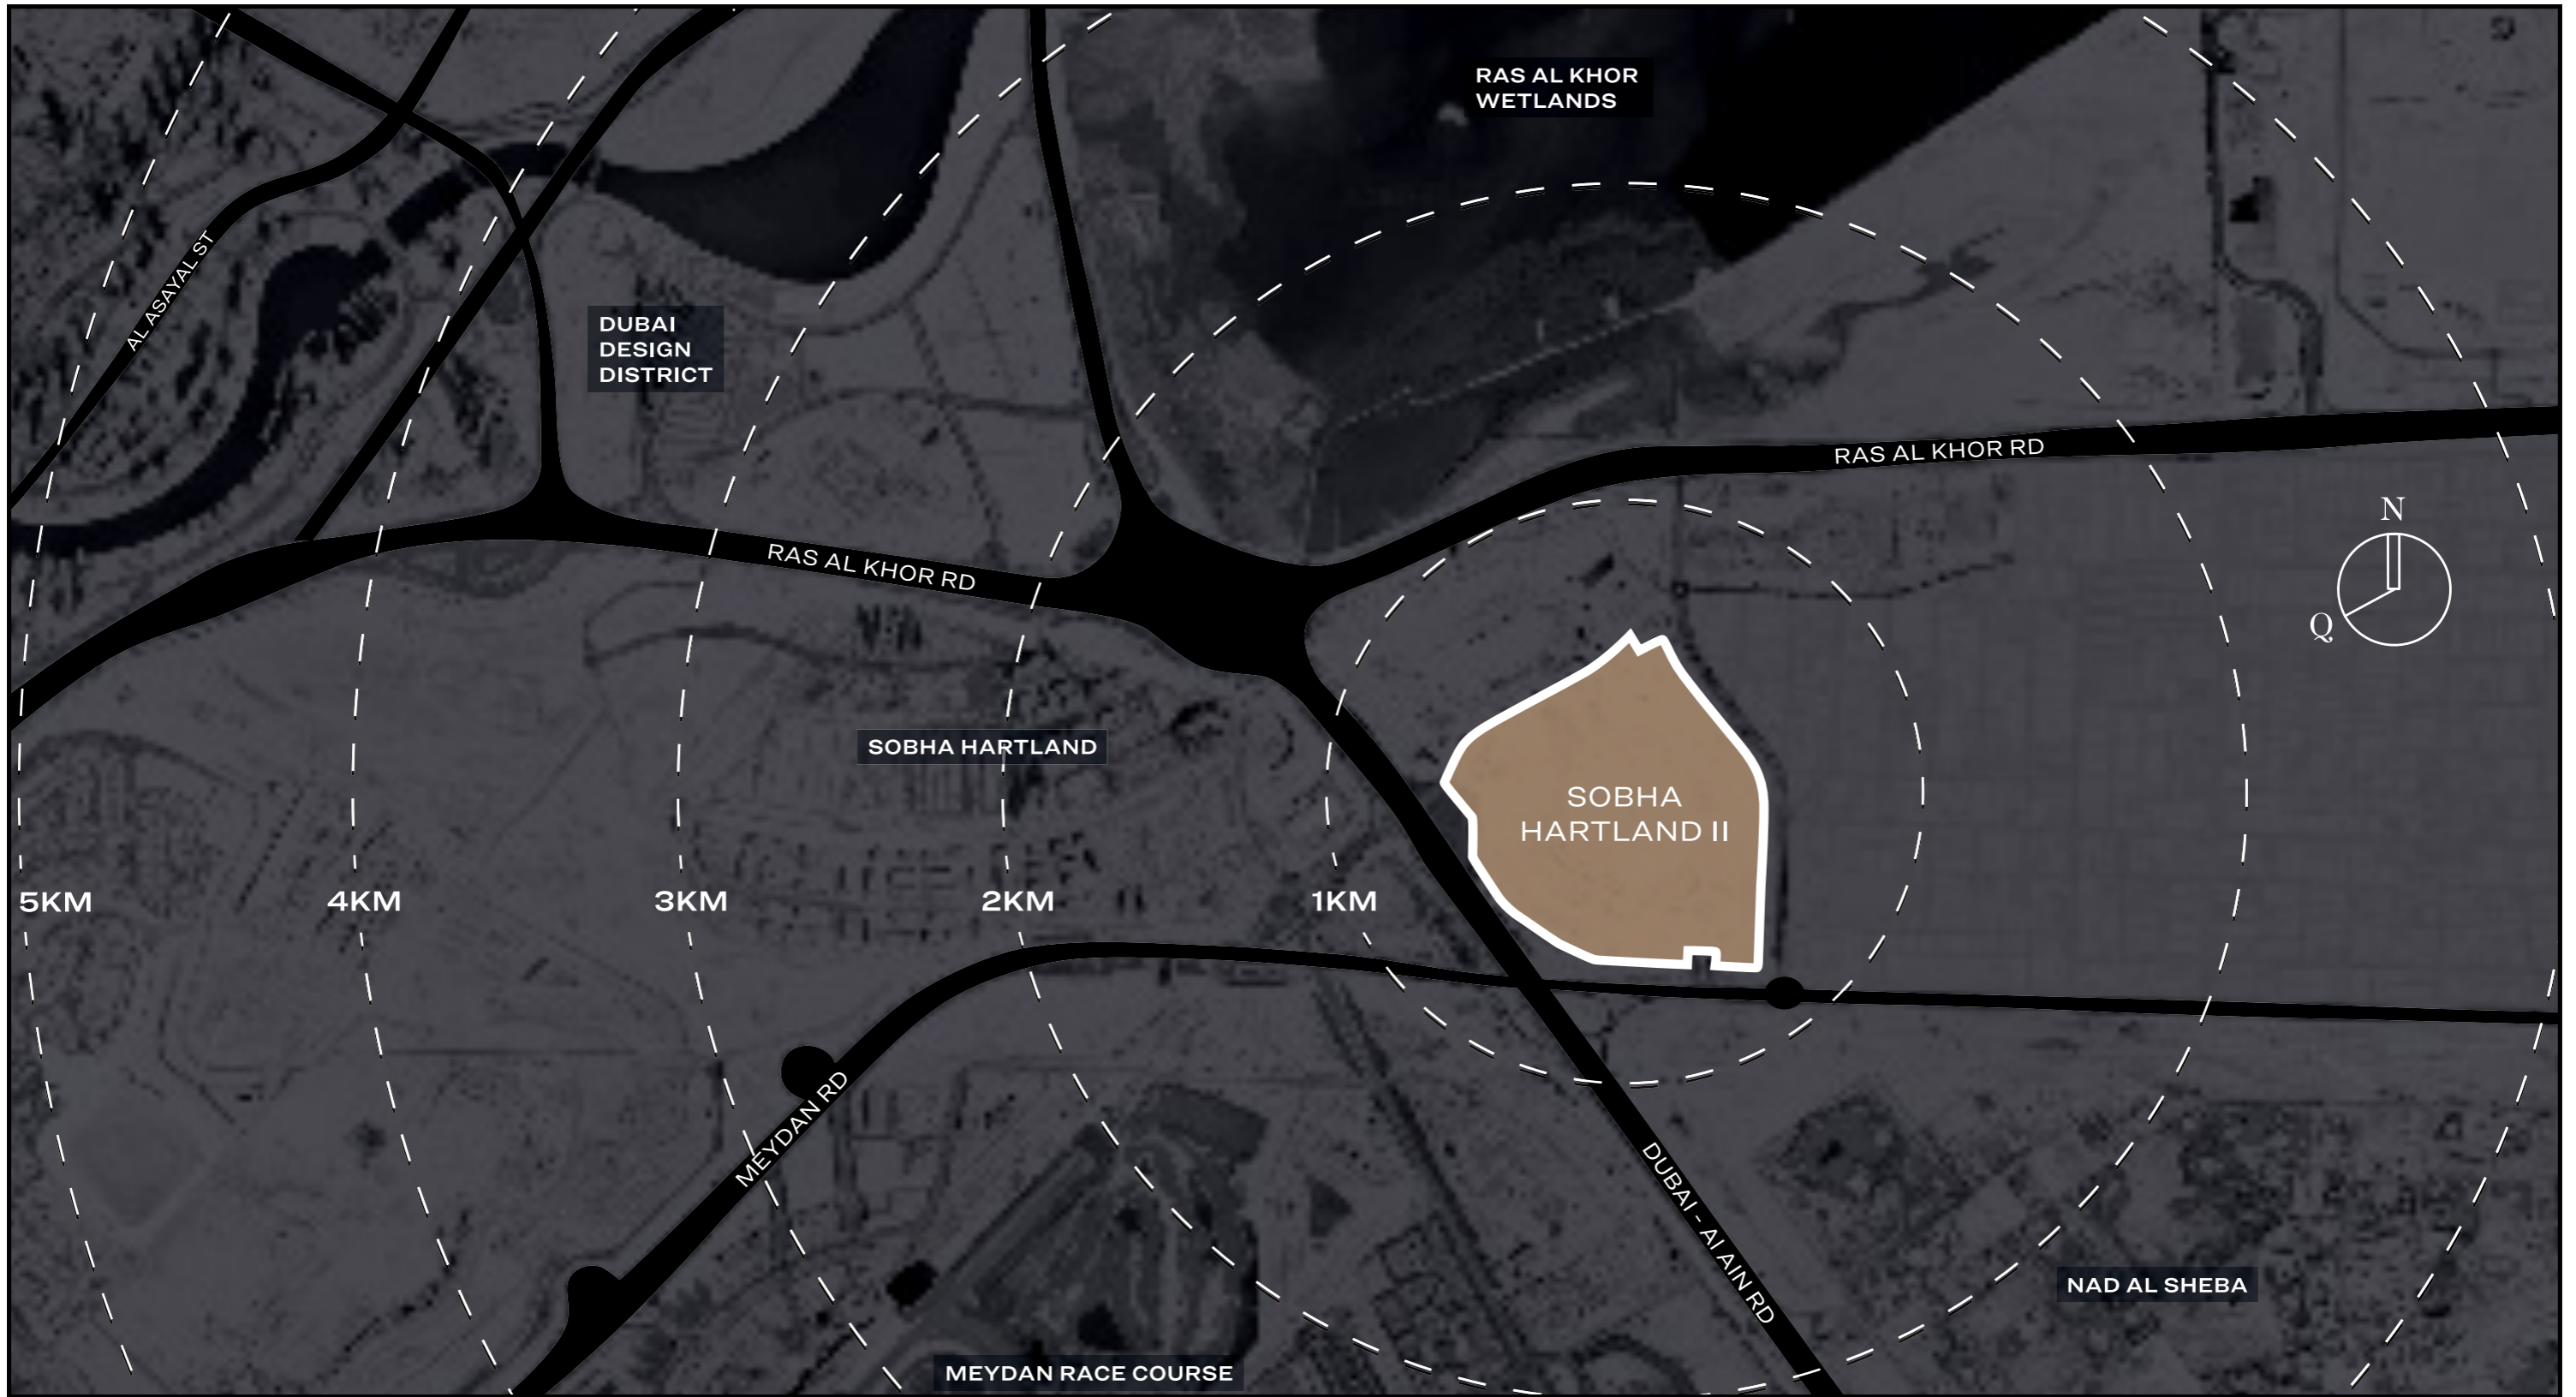 RAS AL KHOR
WETLANDS
AL ASAYAL ST
DUBAI
DESIGN
DISTRICT
RAS AL KHOR RD
N
Q
RAS AL KHOR RD
SOBHA HARTLAND
SOBHA
HARTLAND II
5KM
4KM
3KM
2KM
1KM
MEYDAN RD
DUBAI - AI AIN RD
NAD AL SHEBA
MEYDAN RACE COURSE